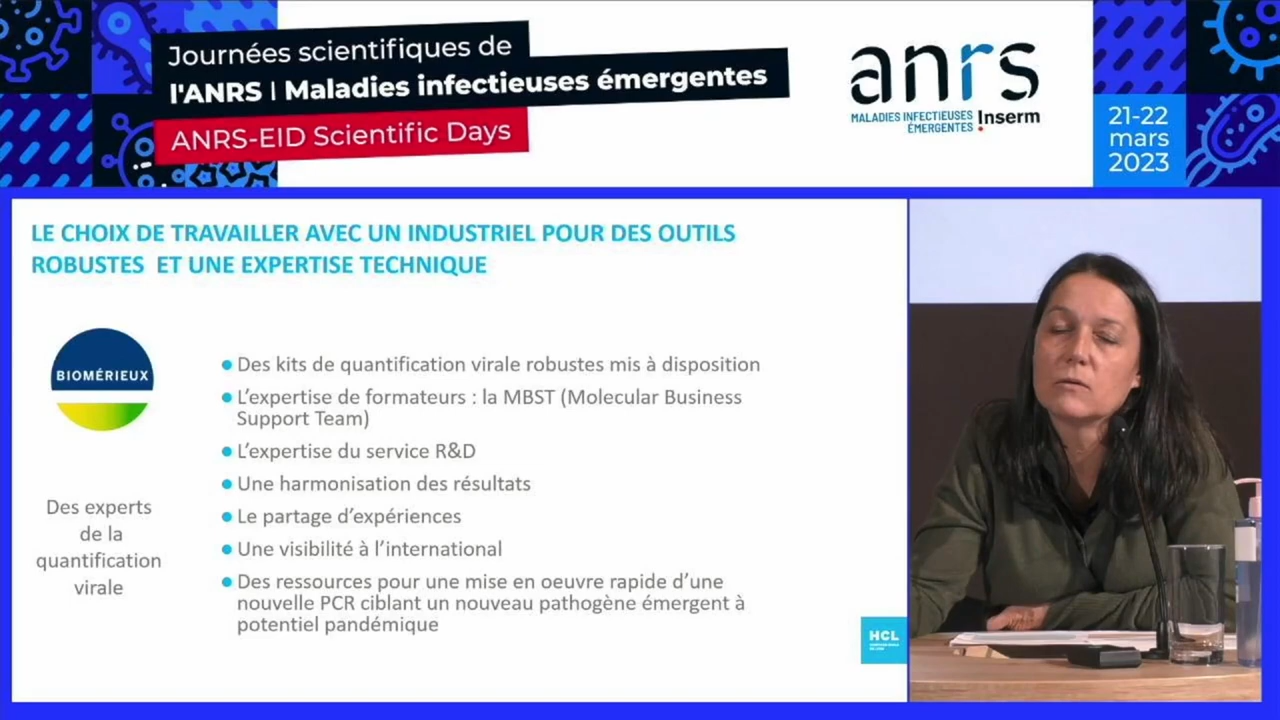 Journées scientifiques de
l'ANRS | Maladies infectieuses émergentes
ANRS-EID Scientific Days
anrs
MALADIES INFECTIEUSES
ÉMERGENTES
Inserm
21-22
mars
2023
LE CHOIX DE TRAVAILLER AVEC UN INDUSTRIEL POUR DES OUTILS
ROBUSTES ET UNE EXPERTISE TECHNIQUE
BIOMÉRIEUX
Des experts
de la
quantification
virale
Des kits de quantification virale robustes mis à disposition
L'expertise de formateurs : la MBST (Molecular Business
Support Team)
L'expertise du service R&D
Une harmonisation des résultats
Le partage d'expériences
Une visibilité à l'international
Des ressources pour une mise en oeuvre rapide d'une
nouvelle PCR ciblant un nouveau pathogène émergent à
potentiel pandémique
HCL